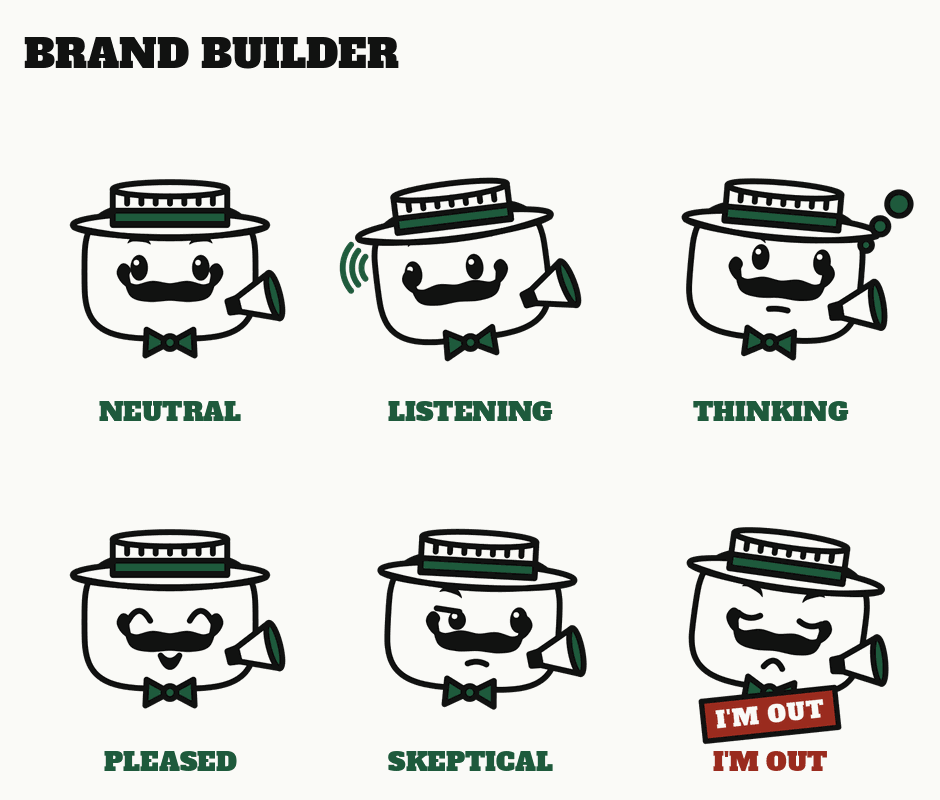 BRAND BUILDER
NEUTRAL
LISTENING
THINKING
I'M OUT
PLEASED
SKEPTICAL
I'M OUT